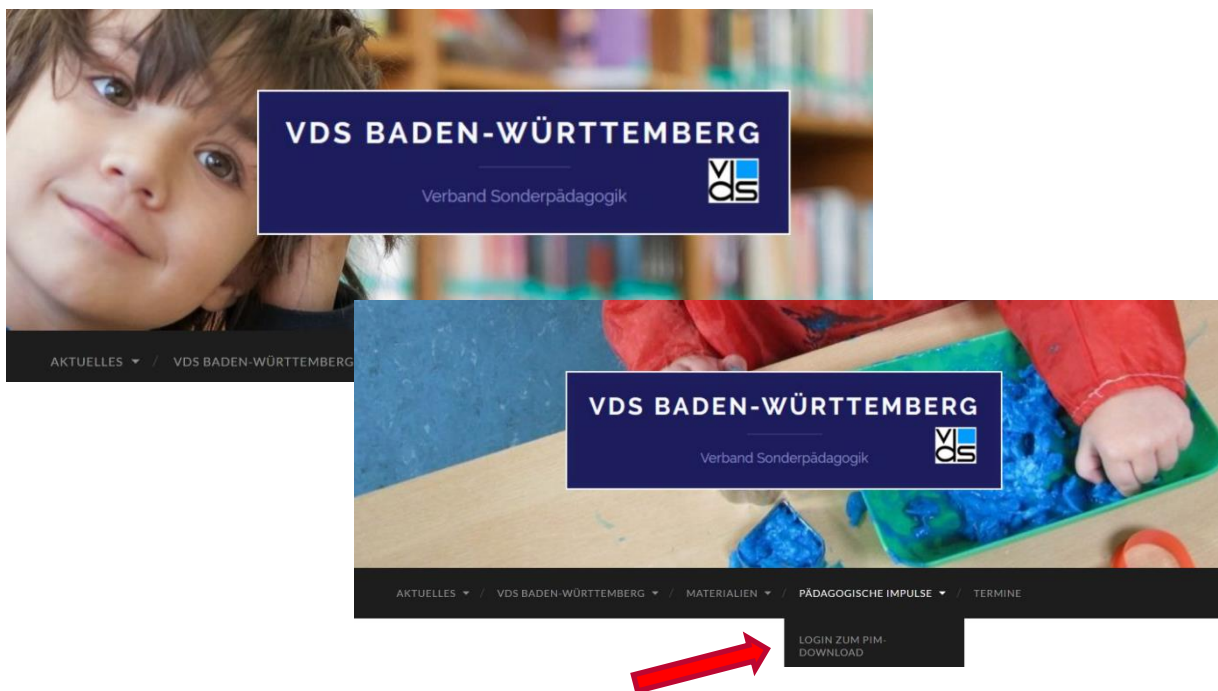 VDS BADEN-WÜRTTEMBERG
Verband Sonderpädagogik
vds
AKTUELLES / VDS BADEN-WÜRTTEMBERG
VDS BADEN-WÜRTTEMBERG
Verband Sonderpädagogik
vds
AKTUELLES / VDS BADEN-WÜRTTEMBERG / MATERIALIEN / PÄDAGOGISCHE IMPULSE / TERMINE
LOGIN ZUM PIM-
DOWNLOAD